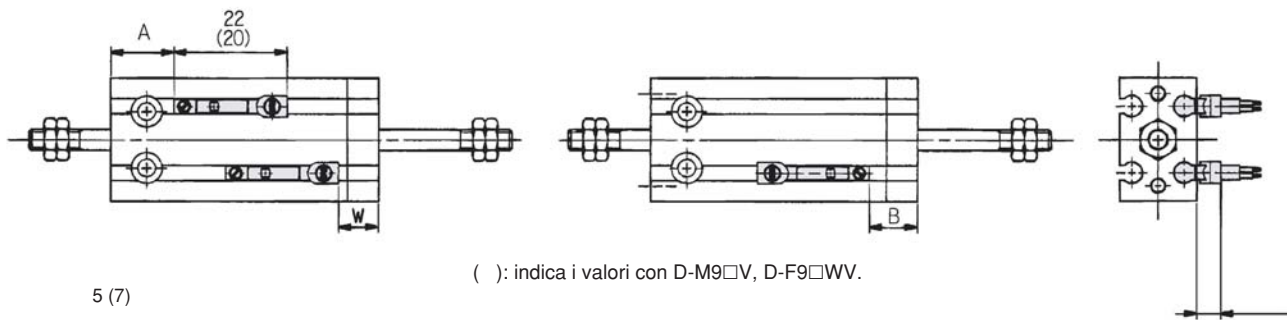 A
22
(20)
W
B
( ): indica i valori con D-M9□V, D-F9□WV.
5 (7)